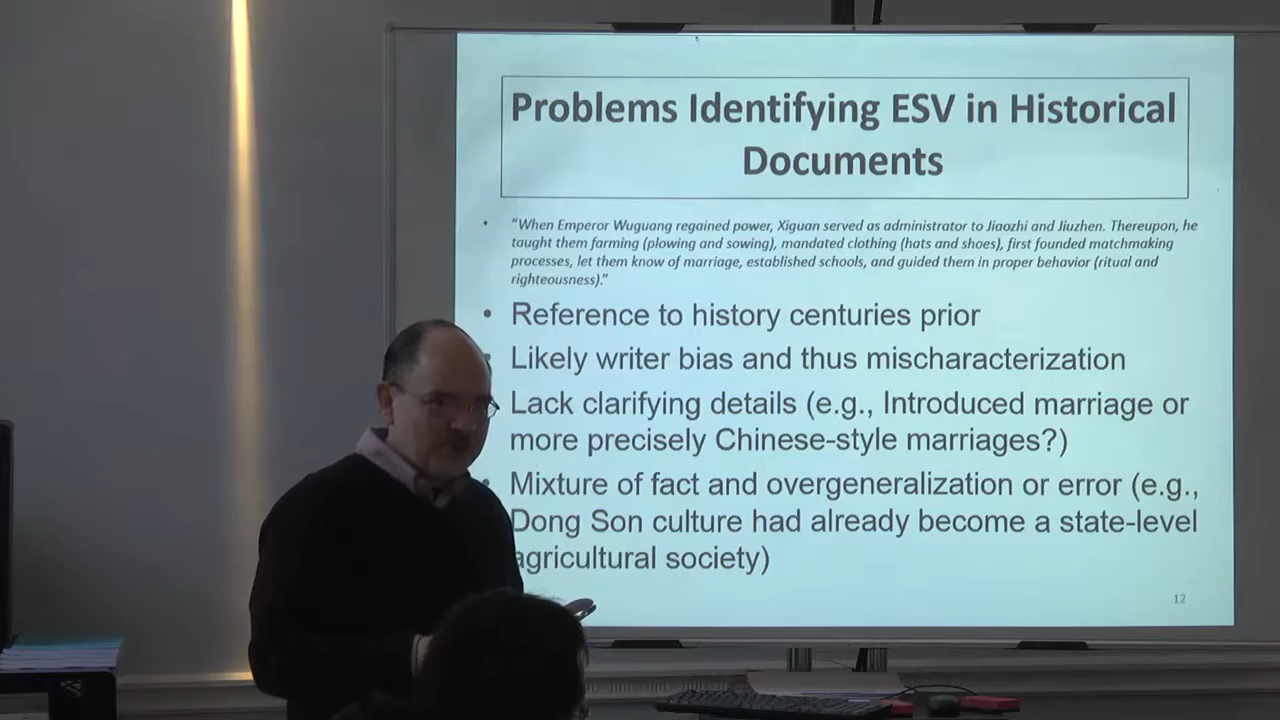 Problems Identifying ESV in Historical
Documents
• "When Emperor Wuguang regained power, Xiguan served as administrator to Jiaozhi and Jiuzhen. Thereupon, he
taught them farming (plowing and sowing), mandated clothing (hats and shoes), first founded matchmaking
processes, let them know of marriage, established schools, and guided them in proper behavior (ritual and
righteousness)."
• Reference to history centuries prior
• Likely writer bias and thus mischaracterization
Lack clarifying details (e.g., Introduced marriage or
more precisely Chinese-style marriages?)
• Mixture of fact and overgeneralization or error (e.g.,
Dong Son culture had already become a state-level
agricultural society)
12